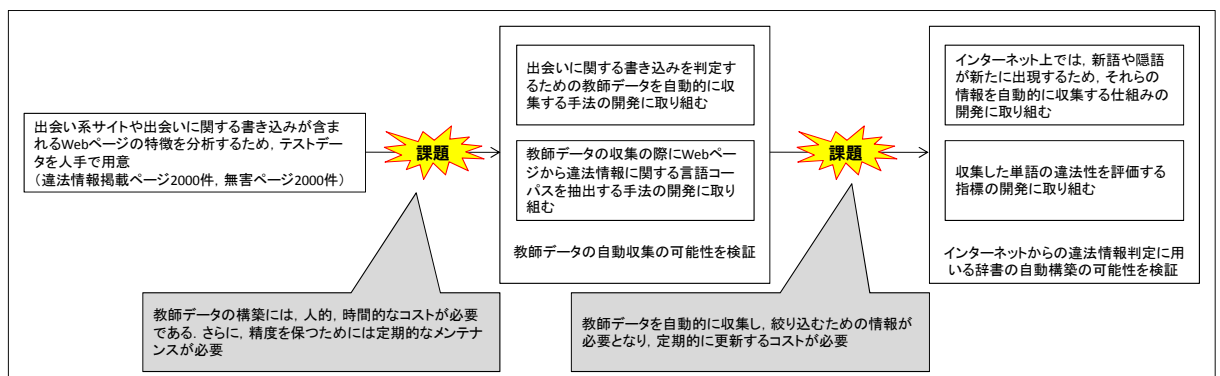 出会い系サイトや出会いに関する書き込みが含ま
れるWebページの特徴を分析するため，テストデー
タを人手で用意
（違法情報掲載ページ2000件，無害ページ2000件）
課題
出会いに関する書き込みを判定す
るための教師データを自動的に収
集する手法の開発に取り組む
教師データの収集の際にWebペー
ジから違法情報に関する言語コー
パスを抽出する手法の開発に取り
組む
教師データの自動収集の可能性を検証
課題
インターネット上では，新語や隠語
が新たに出現するため，それらの
情報を自動的に収集する仕組みの
開発に取り組む
収集した単語の違法性を評価する
指標の開発に取り組む
インターネットからの違法情報判定に用
いる辞書の自動構築の可能性を検証
教師データの構築には，人的，時間的なコストが必要
である．さらに，精度を保つためには定期的なメンテナ
ンスが必要
教師データを自動的に収集し，絞り込むための情報が
必要となり，定期的に更新するコストが必要